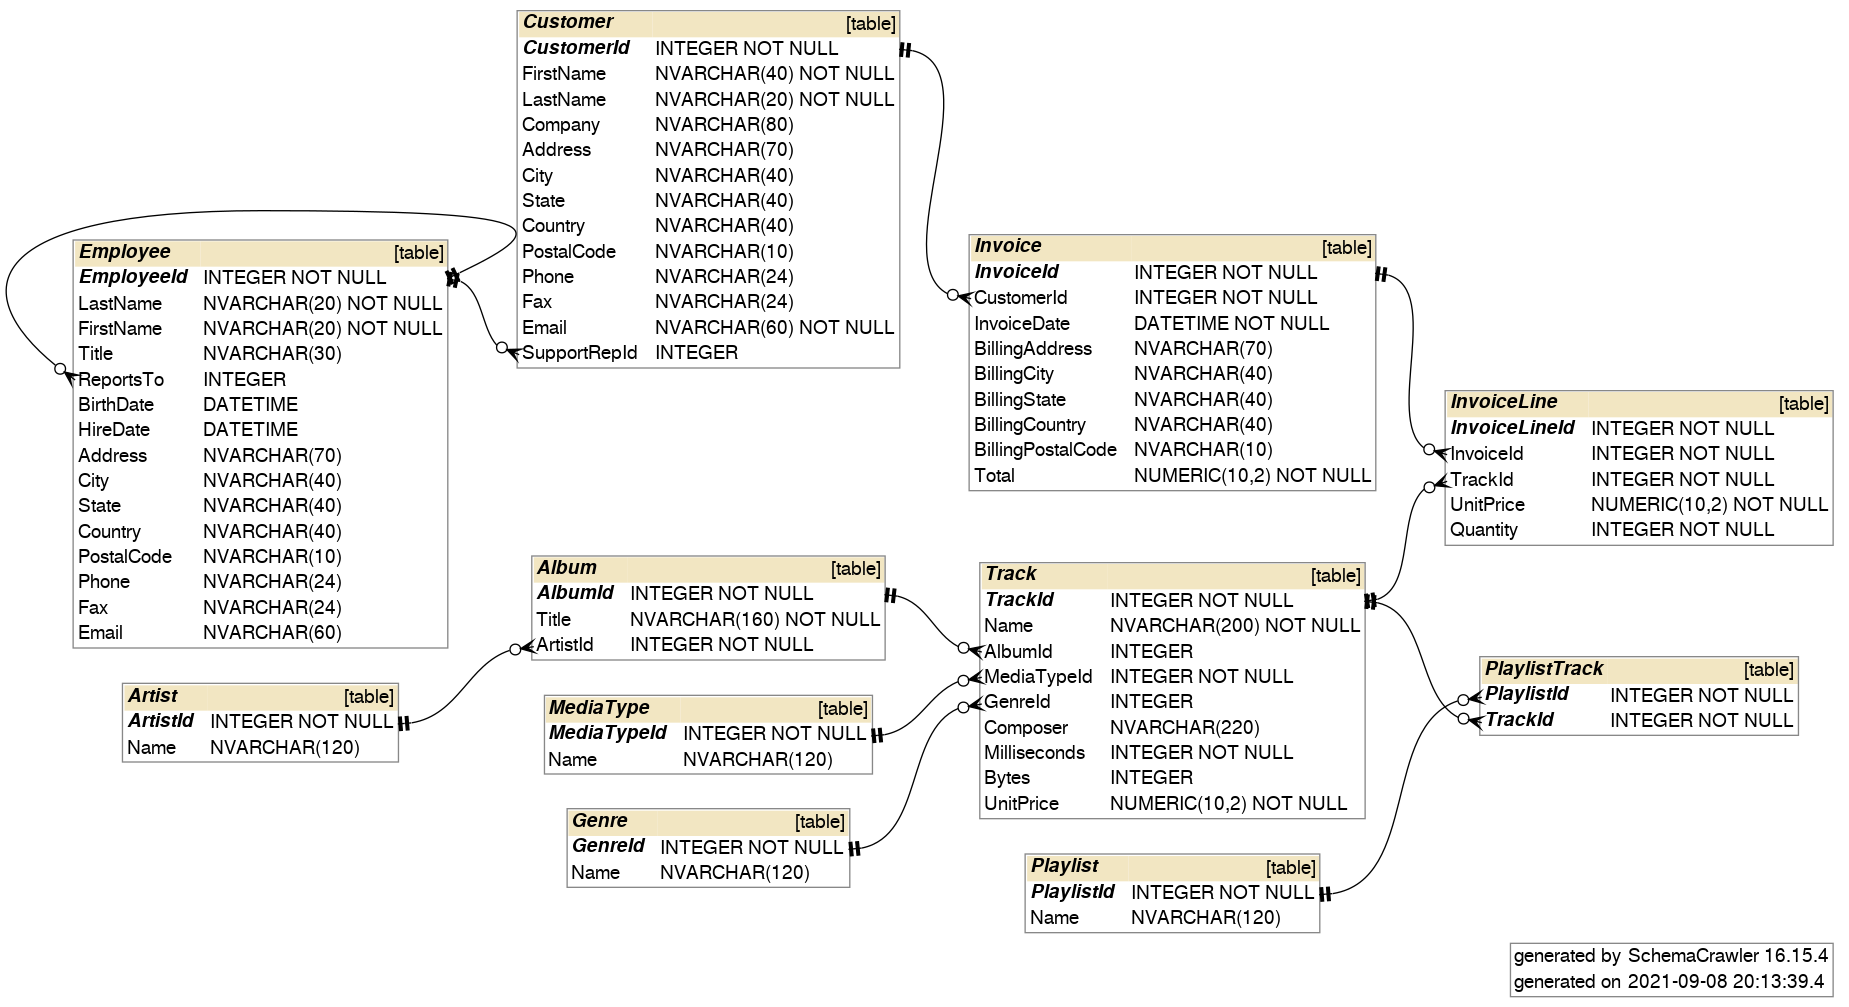 Customer [table]
CustomerId INTEGER NOT NULL
FirstName NVARCHAR(40) NOT NULL
LastName NVARCHAR(20) NOT NULL
Company NVARCHAR(80)
Address NVARCHAR(70)
City NVARCHAR(40)
State NVARCHAR(40)
Country NVARCHAR(40)
PostalCode NVARCHAR(10)
Phone NVARCHAR(24)
Fax NVARCHAR(24)
Email NVARCHAR(60) NOT NULL
SupportRepId INTEGER
Employee [table]
EmployeeId INTEGER NOT NULL
LastName NVARCHAR(20) NOT NULL
FirstName NVARCHAR(20) NOT NULL
Title NVARCHAR(30)
ReportsTo INTEGER
BirthDate DATETIME
HireDate DATETIME
Address NVARCHAR(70)
City NVARCHAR(40)
State NVARCHAR(40)
Country NVARCHAR(40)
PostalCode NVARCHAR(10)
Phone NVARCHAR(24)
Fax NVARCHAR(24)
Email NVARCHAR(60)
Invoice [table]
InvoiceId INTEGER NOT NULL
CustomerId INTEGER NOT NULL
InvoiceDate DATETIME NOT NULL
BillingAddress NVARCHAR(70)
BillingCity NVARCHAR(40)
BillingState NVARCHAR(40)
BillingCountry NVARCHAR(40)
BillingPostalCode NVARCHAR(10)
Total NUMERIC(10,2) NOT NULL
InvoiceLine [table]
InvoiceLineId INTEGER NOT NULL
InvoiceId INTEGER NOT NULL
TrackId INTEGER NOT NULL
UnitPrice NUMERIC(10,2) NOT NULL
Quantity INTEGER NOT NULL
Album [table]
AlbumId INTEGER NOT NULL
Title NVARCHAR(160) NOT NULL
ArtistId INTEGER NOT NULL
Track [table]
TrackId INTEGER NOT NULL
Name NVARCHAR(200) NOT NULL
AlbumId INTEGER
MediaTypeId INTEGER NOT NULL
GenreId INTEGER
Composer NVARCHAR(220)
Milliseconds INTEGER NOT NULL
Bytes INTEGER
UnitPrice NUMERIC(10,2) NOT NULL
PlaylistTrack [table]
PlaylistId INTEGER NOT NULL
TrackId INTEGER NOT NULL
Artist [table]
ArtistId INTEGER NOT NULL
Name NVARCHAR(120)
MediaType [table]
MediaTypeId INTEGER NOT NULL
Name NVARCHAR(120)
Genre [table]
GenreId INTEGER NOT NULL
Name NVARCHAR(120)
Playlist [table]
PlaylistId INTEGER NOT NULL
Name NVARCHAR(120)
generated by SchemaCrawler 16.15.4
generated on 2021-09-08 20:13:39.4